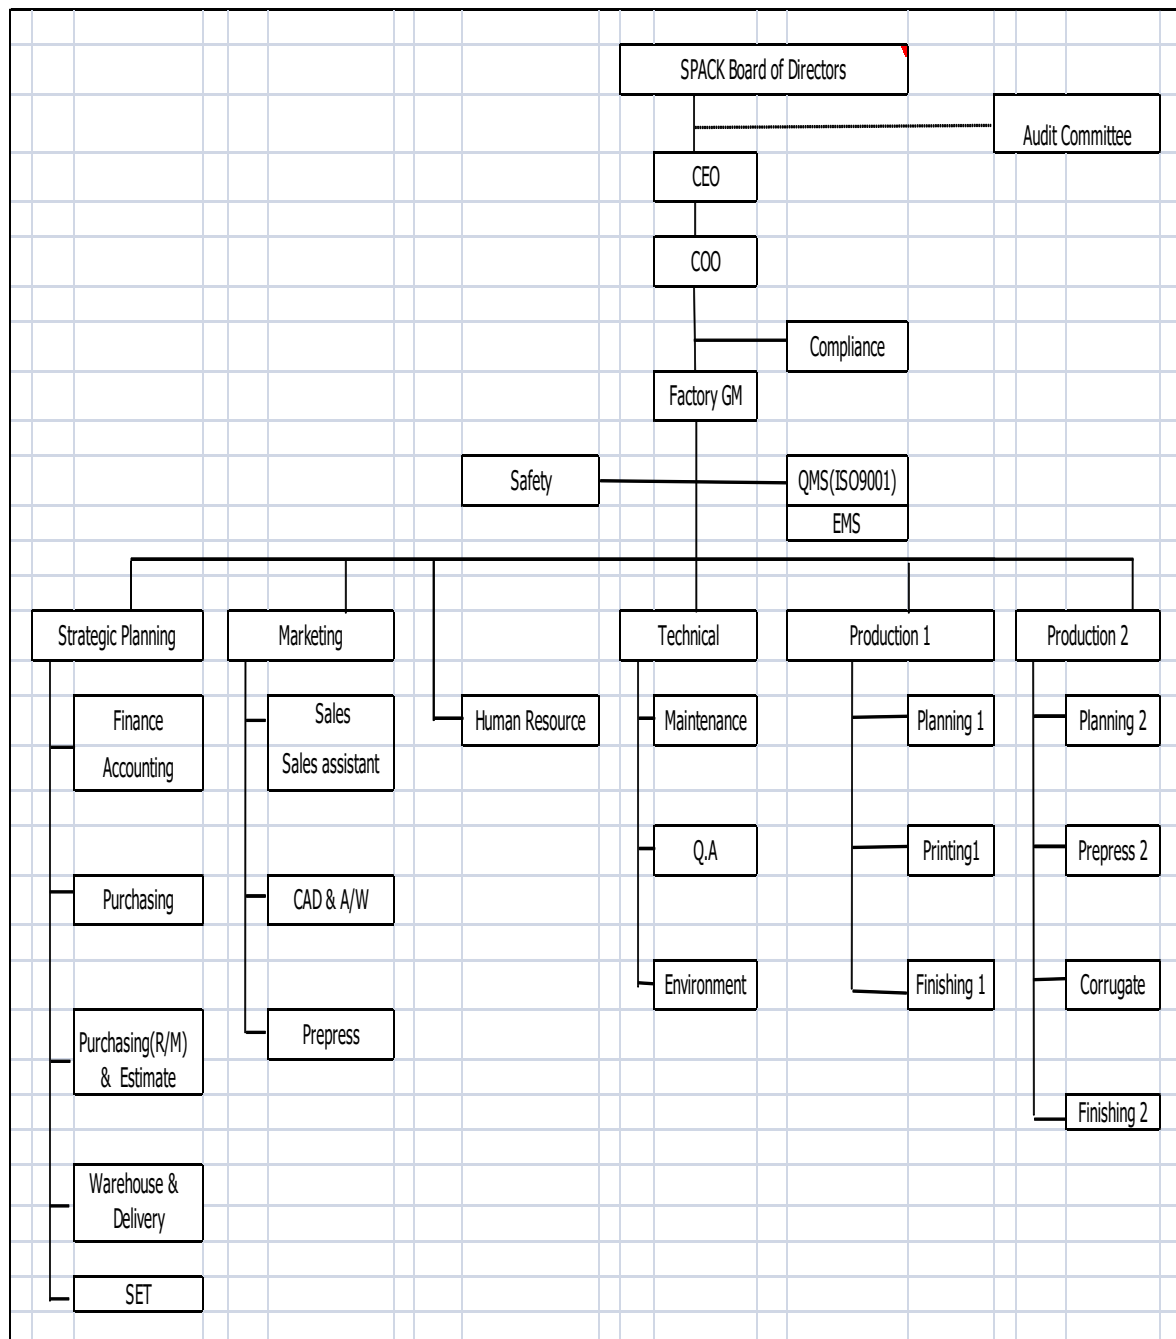 SPACK Board of Directors
Audit Committee
CEO
COO
Compliance
Factory GM
Safety
QMS(ISO9001)
EMS
Strategic Planning
Marketing
Technical
Production 1
Production 2
Finance
Accounting
Sales
Sales assistant
Human Resource
Maintenance
Planning 1
Planning 2
Q.A
Printing1
Prepress 2
Purchasing
CAD & A/W
Environment
Finishing 1
Corrugate
Purchasing(R/M)
& Estimate
Prepress
Finishing 2
Warehouse &
Delivery
SET